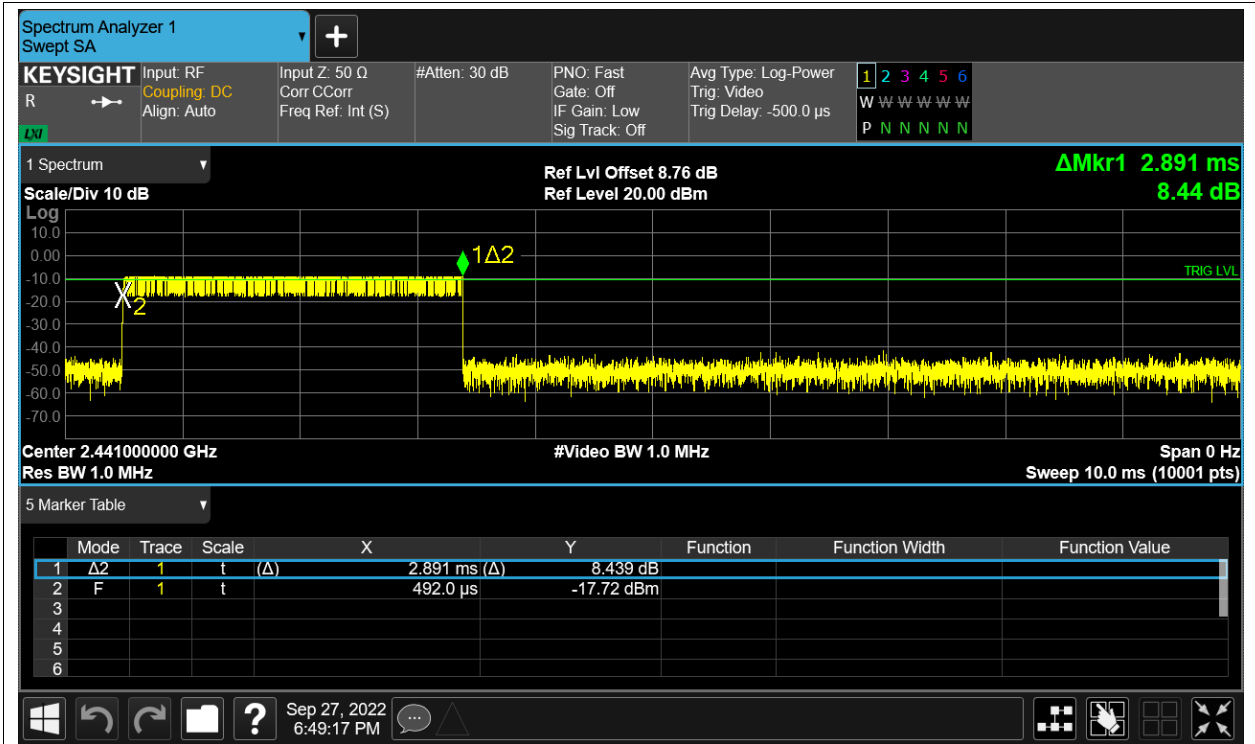 Spectrum Analyzer 1
Swept SA
KEYSIGHT
R
LXI
Input: RF
Coupling: DC
Align: Auto
Input Z: 50 Ω
Corr CCorr
Freq Ref: Int (S)
#Atten: 30 dB
PNO: Fast
Gate: Off
IF Gain: Low
Sig Track: Off
Avg Type: Log-Power
Trig: Video
Trig Delay: -500.0 µs
1 2 3 4 5 6
W W W W W W
P N N N N N
1 Spectrum
Scale/Div 10 dB
Ref Lvl Offset 8.76 dB
Ref Level 20.00 dBm
ΔMkr1 2.891 ms
8.44 dB
Log
10.0
0.00
-10.0
-20.0
-30.0
-40.0
-50.0
-60.0
-70.0
1Δ2
X2
TRIG LVL
Center 2.441000000 GHz
#Video BW 1.0 MHz
Span 0 Hz
Res BW 1.0 MHz
Sweep 10.0 ms (10001 pts)
5 Marker Table
Mode Trace Scale X Y Function Function Width Function Value
1 Δ2 1 t (Δ) 2.891 ms (Δ) 8.439 dB
2 F 1 t 492.0 µs -17.72 dBm
3
4
5
6
?
Sep 27, 2022
6:49:17 PM